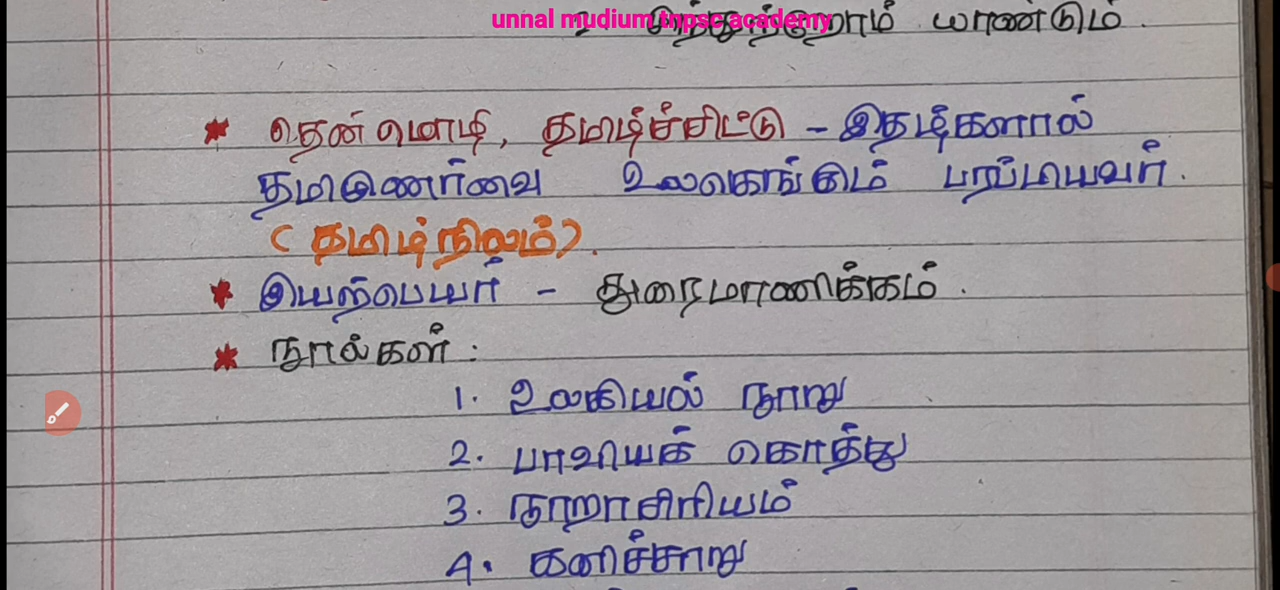 unnal mudium tnpsc academy
யாண்டும்.
* தென்மொழி, தமிழ்ச்சிட்டு - இதழ்களால்
தமிழுணர்வை உலகெங்கும் பரப்பியவர்.
(தமிழ்நிலம்).
* இயற்பெயர் - துரைமாணிக்கம்.
* நூல்கள் :
1. உலகியல் நூறு
2. பாவியக் கொத்து
3. நூறாசிரியம்
4. கனிச்சாறு